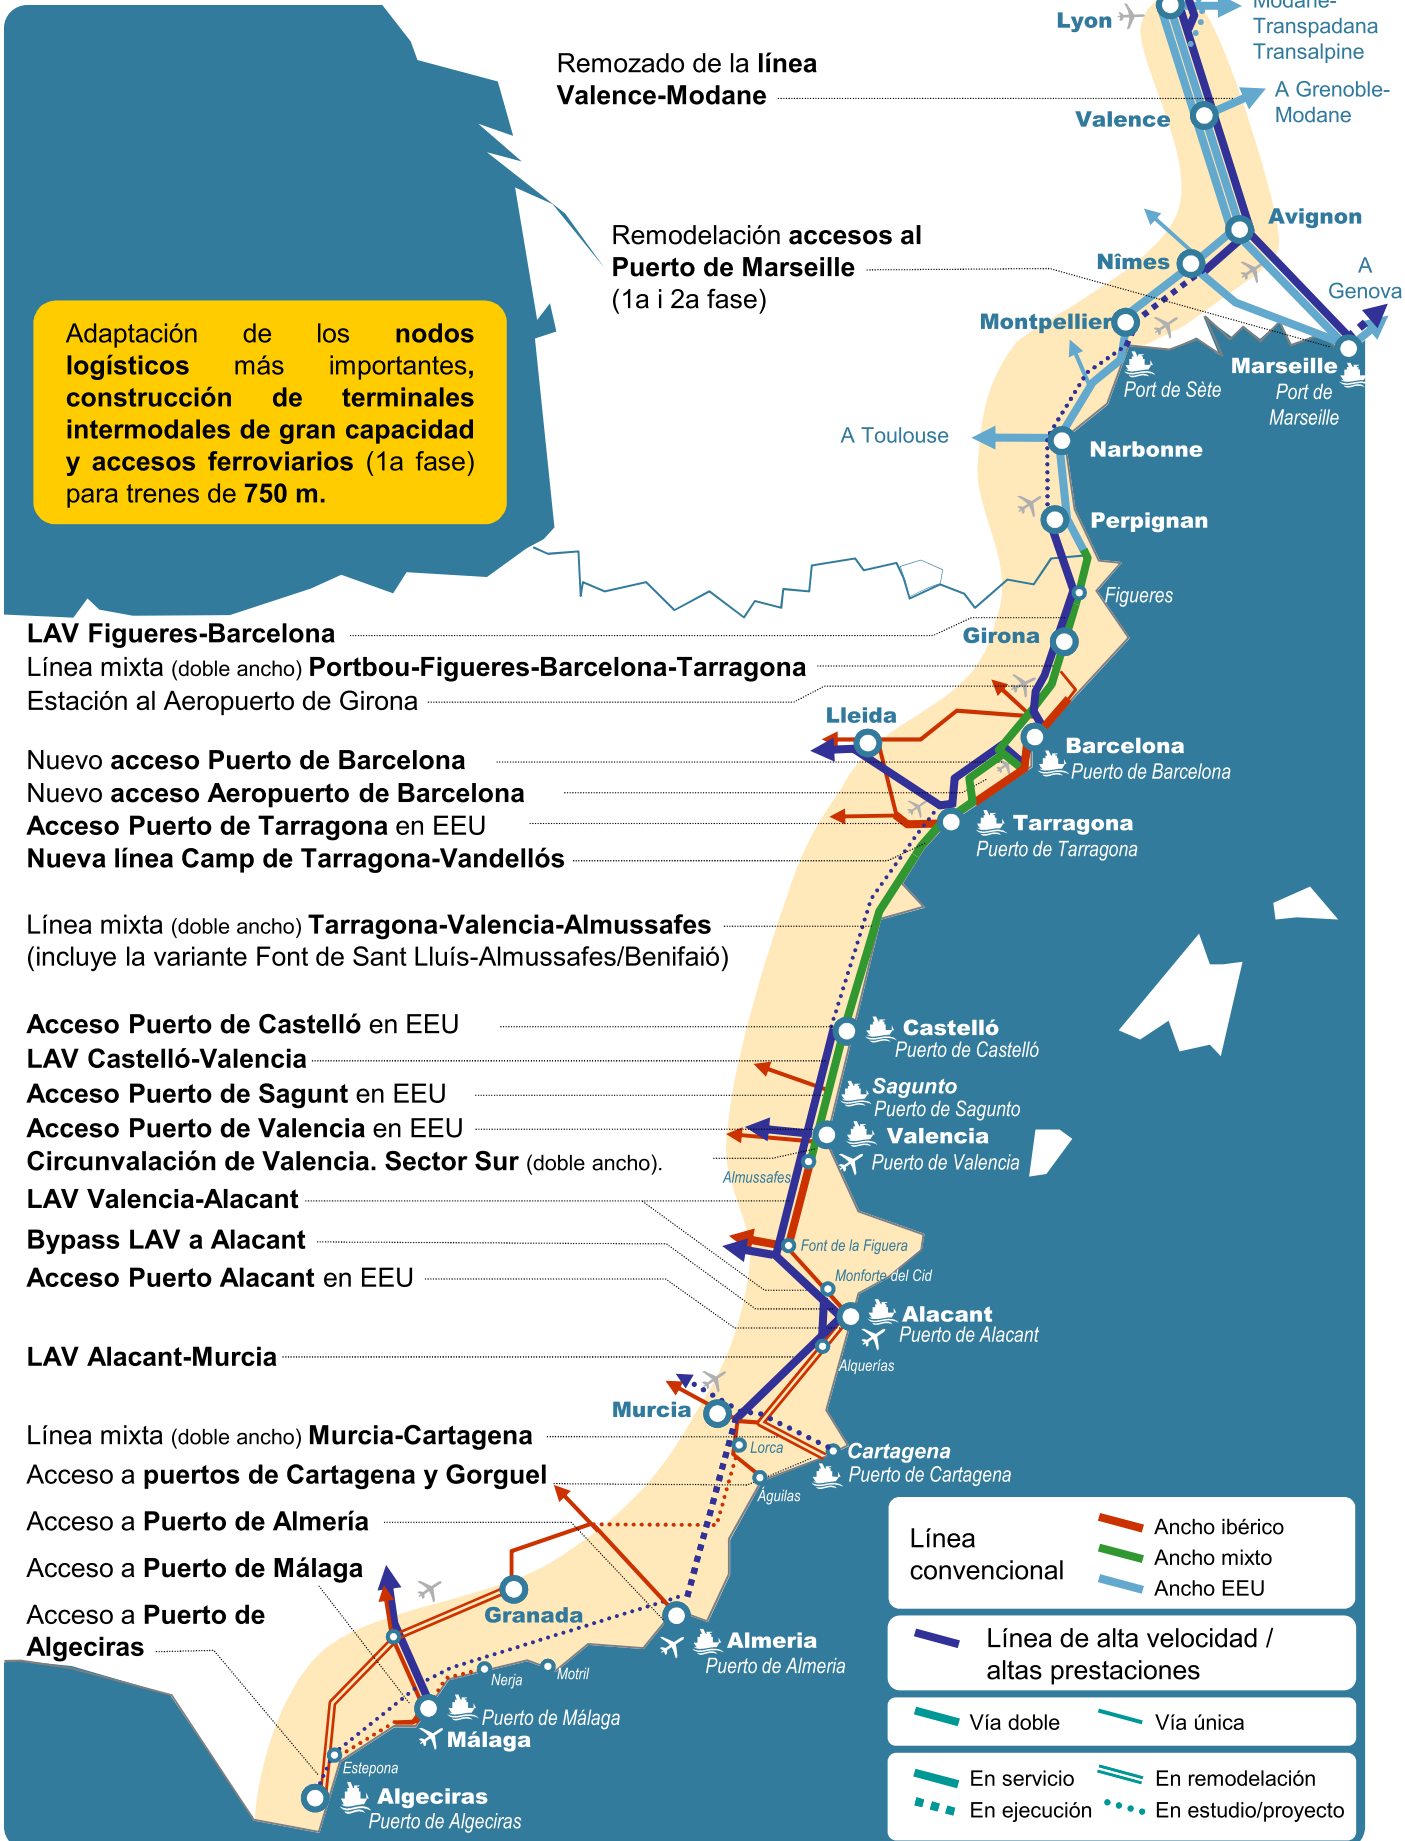 Modane-
Transpadana
Transalpine
Lyon
Remozado de la línea
Valence-Modane
A Grenoble-
Modane
Valence
Avignon
Remodelación accesos al
Puerto de Marseille
(1a i 2a fase)
Nîmes
A
Genova
Montpellier
Marseille
Port de
Marseille
Port de Sète
Adaptación de los nodos
logísticos más importantes,
construcción de terminales
intermodales de gran capacidad
y accesos ferroviarios (1a fase)
para trenes de 750 m.
A Toulouse
Narbonne
Perpignan
Figueres
LAV Figueres-Barcelona
Girona
Línea mixta (doble ancho) Portbou-Figueres-Barcelona-Tarragona
Estación al Aeropuerto de Girona
Lleida
Barcelona
Puerto de Barcelona
Nuevo acceso Puerto de Barcelona
Nuevo acceso Aeropuerto de Barcelona
Acceso Puerto de Tarragona en EEU
Tarragona
Puerto de Tarragona
Nueva línea Camp de Tarragona-Vandellós
Línea mixta (doble ancho) Tarragona-Valencia-Almussafes
(incluye la variante Font de Sant Lluís-Almussafes/Benifaió)
Acceso Puerto de Castelló en EEU
Castelló
Puerto de Castelló
LAV Castelló-Valencia
Acceso Puerto de Sagunt en EEU
Sagunto
Puerto de Sagunto
Acceso Puerto de Valencia en EEU
Valencia
Puerto de Valencia
Circunvalación de Valencia. Sector Sur (doble ancho).
Almussafes
LAV Valencia-Alacant
Bypass LAV a Alacant
Font de la Figuera
Acceso Puerto Alacant en EEU
Monforte del Cid
Alacant
Puerto de Alacant
LAV Alacant-Murcia
Alquerías
Murcia
Línea mixta (doble ancho) Murcia-Cartagena
Lorca
Cartagena
Puerto de Cartagena
Acceso a puertos de Cartagena y Gorguel
Águilas
Acceso a Puerto de Almería
Acceso a Puerto de Málaga
Acceso a Puerto de
Algeciras
Granada
Almeria
Puerto de Almeria
Motril
Nerja
Puerto de Málaga
Málaga
Estepona
Algeciras
Puerto de Algeciras
Línea
convencional
Ancho ibérico
Ancho mixto
Ancho EEU
Línea de alta velocidad /
altas prestaciones
Vía doble
Vía única
En servicio
En remodelación
En ejecución
En estudio/proyecto